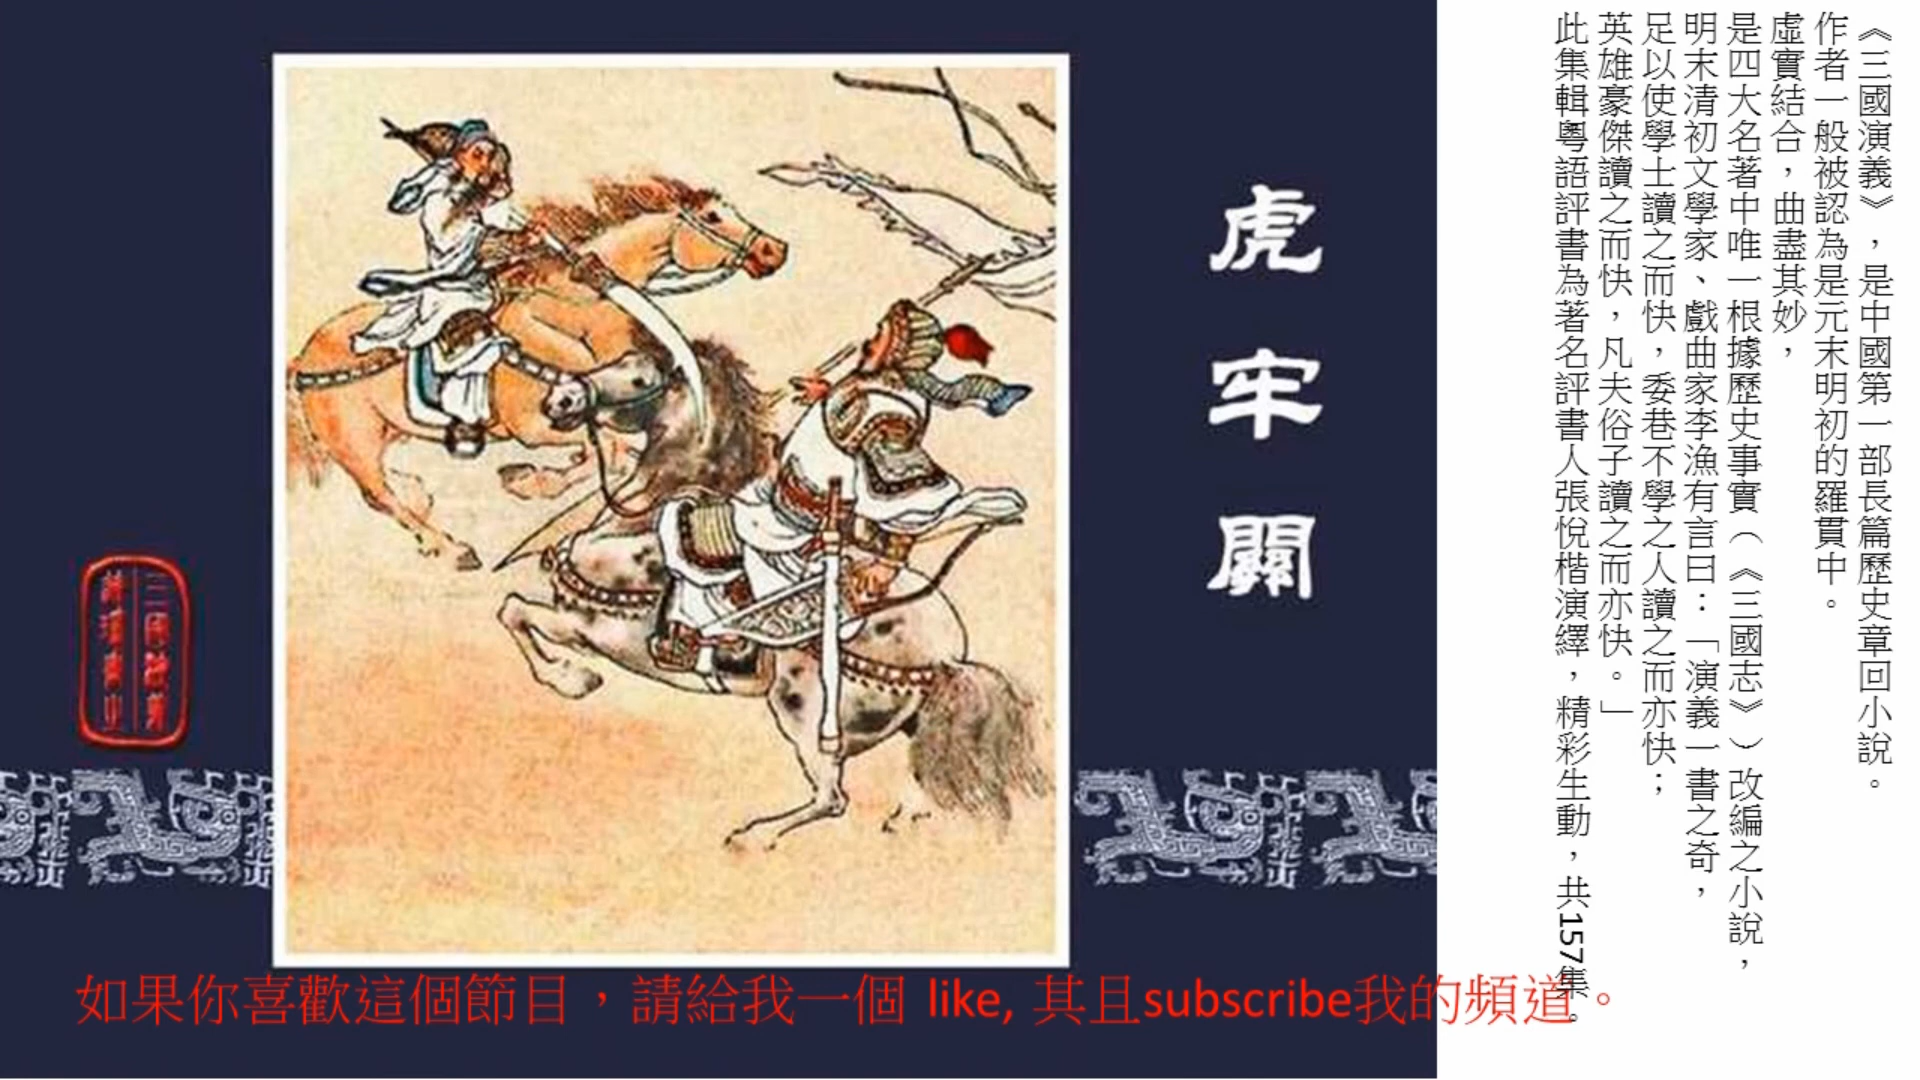 《三國演義》，是中國第一部長篇歷史章回小說。
作者一般被認為是元末明初的羅貫中。
虛實結合，曲盡其妙，
是四大名著中唯一根據歷史事實（《三國志》）改編之小說，
明末清初文學家、戲曲家李漁有言曰：「演義一書之奇，
足以使學士讀之而快，委巷不學之人讀之而亦快；
英雄豪傑讀之而快，凡夫俗子讀之而亦快。」
此集輯粵語評書為著名評書人張悅楷演繹，精彩生動，共157集。
虎牢關
如果你喜歡這個節目，請給我一個 like, 其且subscribe我的頻道。